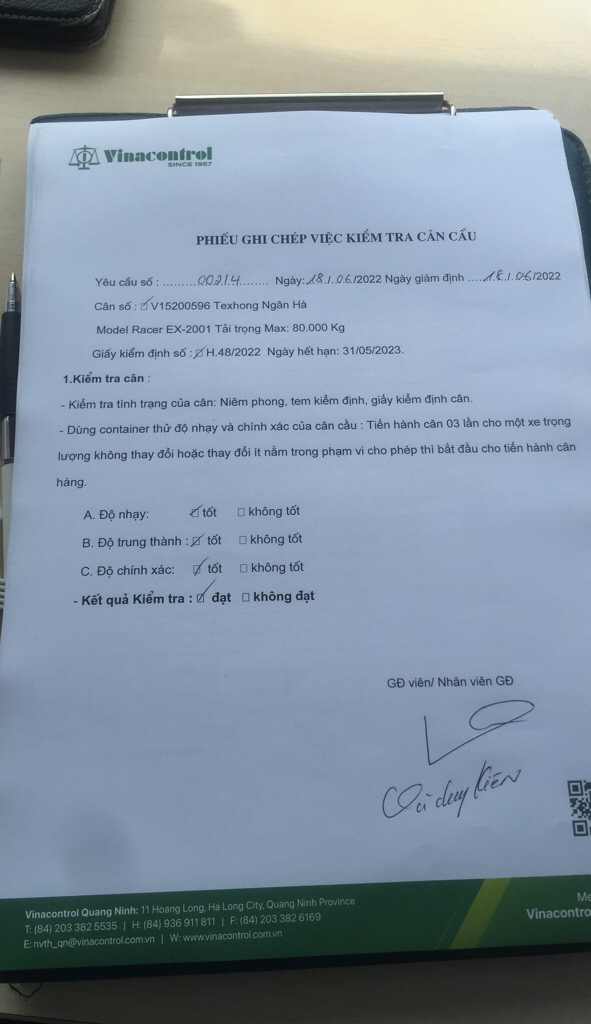 Vinacontrol
SINCE 1957
PHIẾU GHI CHÉP VIỆC KIỂM TRA CÂN CẦU
Yêu cầu số : ........00214....... Ngày: 18./.06/2022 Ngày giám định ....18./.06/2022
Cân số : ☑ V15200596 Texhong Ngân Hà
Model Racer EX-2001 Tải trọng Max: 80.000 Kg
Giấy kiểm định số : ☑ H.48/2022 Ngày hết hạn: 31/05/2023.
1.Kiểm tra cân :
- Kiểm tra tình trạng của cân: Niêm phong, tem kiểm định, giấy kiểm định cân.
- Dùng container thử độ nhạy và chính xác của cân cầu : Tiến hành cân 03 lần cho một xe trọng
lượng không thay đổi hoặc thay đổi ít nằm trong phạm vi cho phép thì bắt đầu cho tiến hành cân
hàng.
A. Độ nhạy: ☑ tốt ☐ không tốt
B. Độ trung thành : ☑ tốt ☐ không tốt
C. Độ chính xác: ☑ tốt ☐ không tốt
- Kết quả Kiểm tra : ☑ đạt ☐ không đạt
GĐ viên/ Nhân viên GĐ
duy Kiên
Vinacontrol Quang Ninh: 11 Hoang Long, Ha Long City, Quang Ninh Province
T: (84) 203 382 5535 | H: (84) 936 911 811 | F: (84) 203 382 6169
E: nvth_qn@vinacontrol.com.vn | W: www.vinacontrol.com.vn
Me
Vinacontro